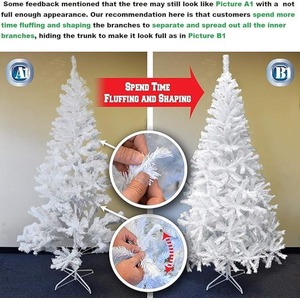 Some feedback mentioned that the tree may still look like Picture A1 with a not
full enough appearance. Our recommendation here is that customers spend more
time fluffing and shaping the branches to separate and spread out all the inner
branches, hiding the trunk to make it look full as in Picture B1
A1
B1
Spend Time
Fluffing and Shaping